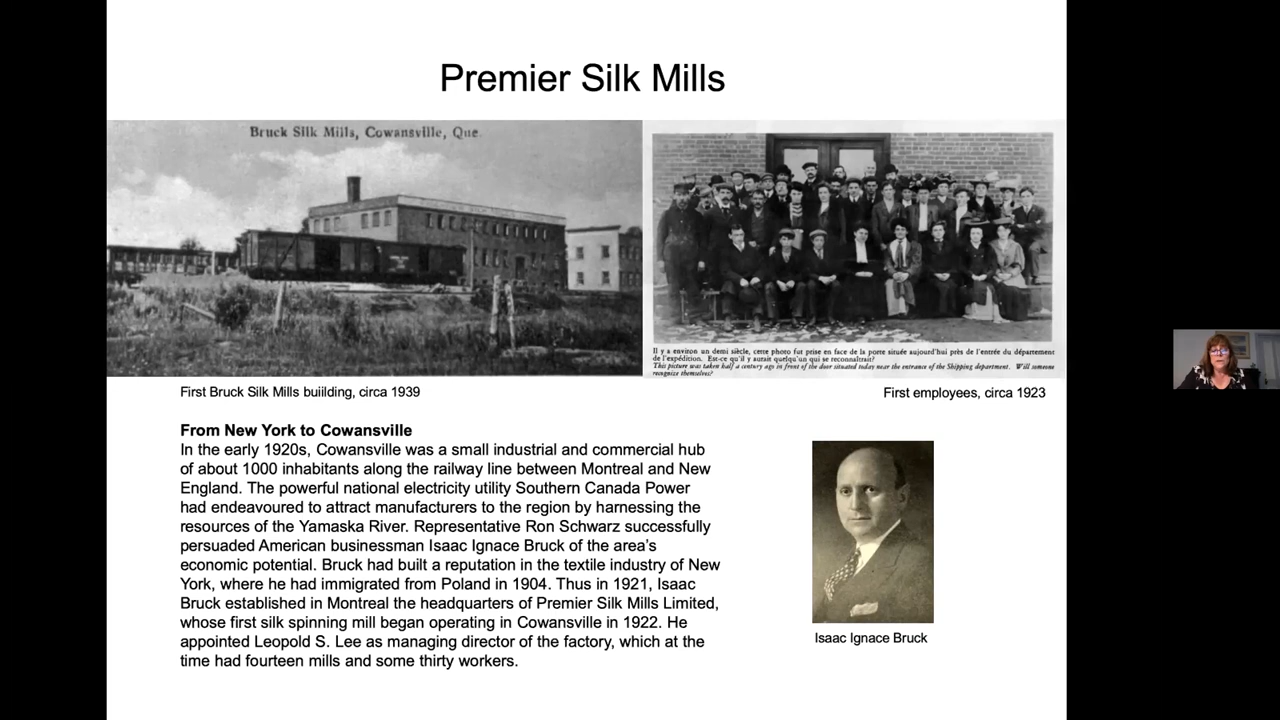 Premier Silk Mills
Bruck Silk Mills, Cowansville, Que.
Il y a environ un demi siècle, cette photo fut prise en face de la porte située aujourd'hui près de l'entrée du département
de l'expédition. Est-ce qu'il y aurait quelqu'un qui se reconnaîtrait?
This picture was taken half a century ago in front of the door situated today near the entrance of the Shipping department. Will someone
recognize themselves?
First Bruck Silk Mills buiilding, circa 1939
First employees, circa 1923
From New York to Cowansville
In the early 1920s, Cowansville was a small industrial and commercial hub
of about 1000 inhabitants along the railway line between Montreal and New
England. The powerful national electricity utility Southern Canada Power
had endeavoured to attract manufacturers to the region by harnessing the
resources of the Yamaska River. Representative Ron Schwarz successfully
persuaded American businessman Isaac Ignace Bruck of the area's
economic potential. Bruck had built a reputation in the textile industry of New
York, where he had immigrated from Poland in 1904. Thus in 1921, Isaac
Bruck established in Montreal the headquarters of Premier Silk Mills Limited,
whose first silk spinning mill began operating in Cowansville in 1922. He
appointed Leopold S. Lee as managing director of the factory, which at the
time had fourteen mills and some thirty workers.
Isaac Ignace Bruck